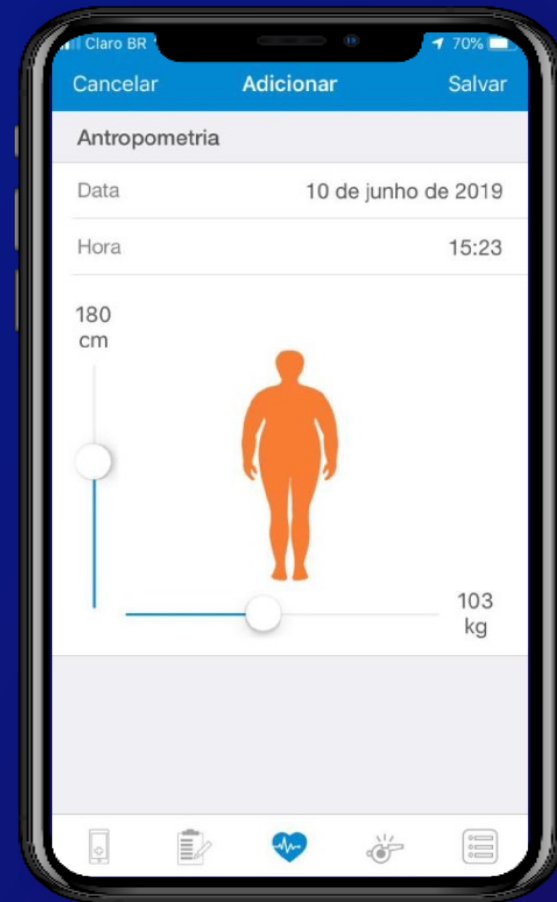 Claro BR 70%
Cancelar Adicionar Salvar
Antropometria
Data 10 de junho de 2019
Hora 15:23
180
cm
103
kg